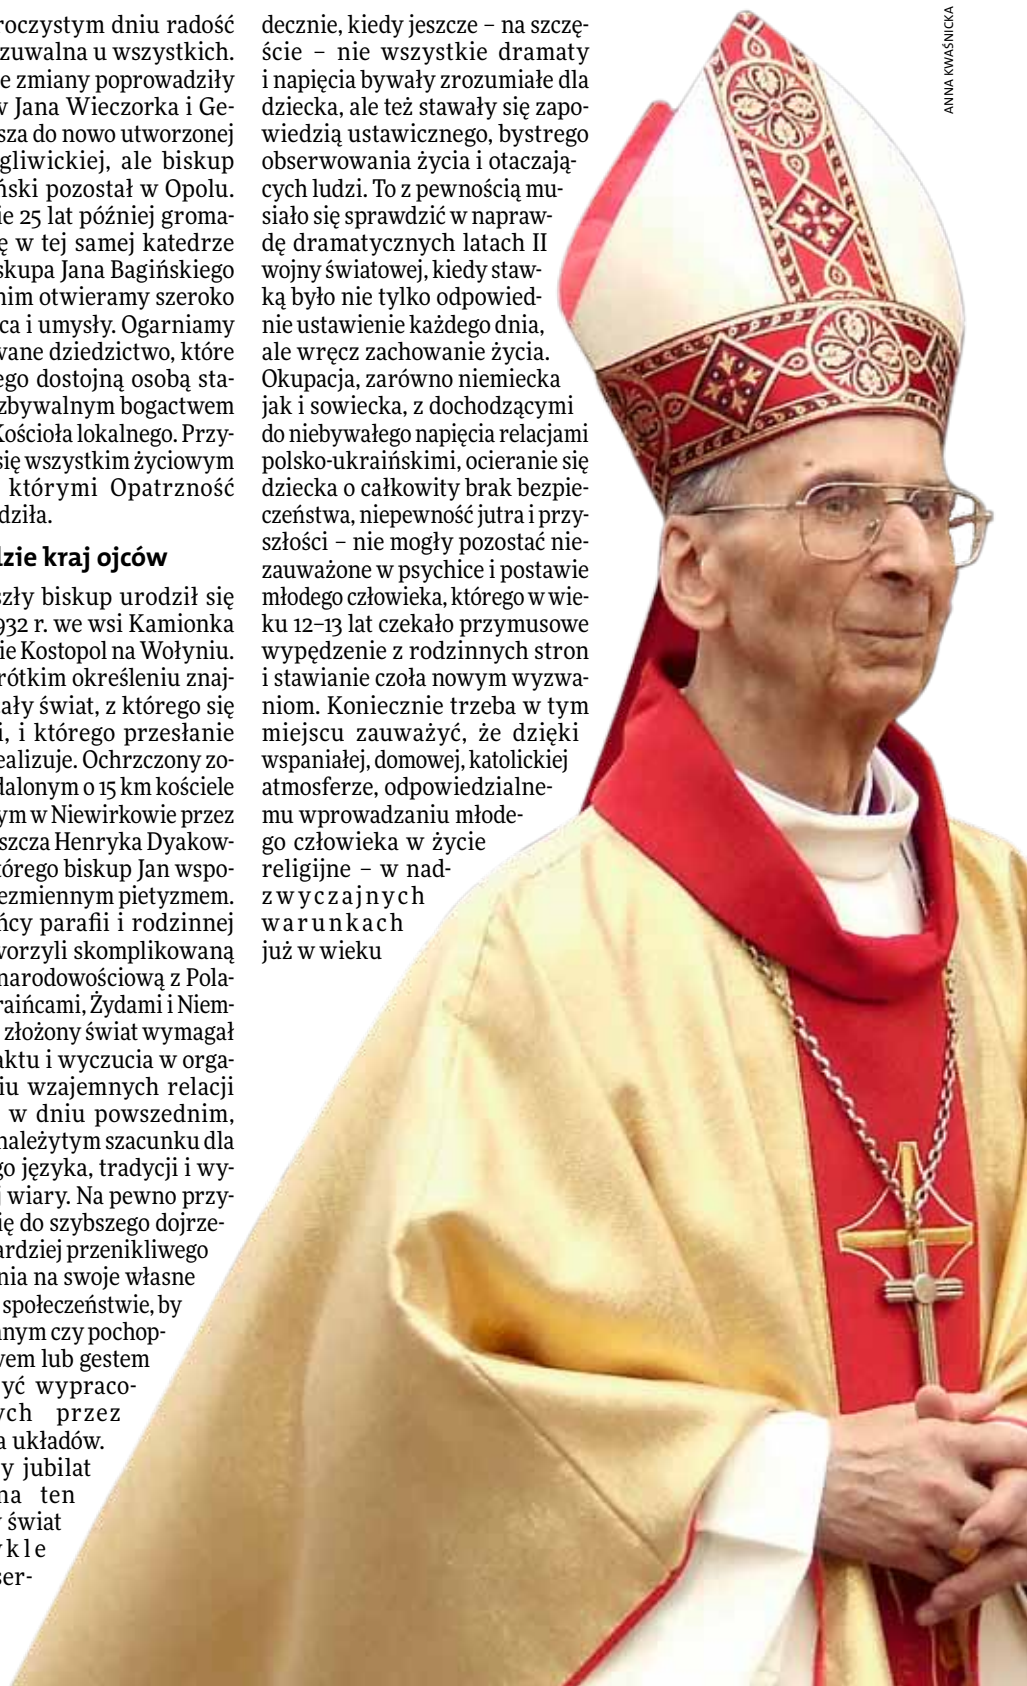 roczystym dniu radość
zuwalna u wszystkich.
e zmiany poprowadziły
w Jana Wieczorka i Ge-
sza do nowo utworzonej
gliwickiej, ale biskup
ński pozostał w Opolu.
ie 25 lat później groma-
ę w tej samej katedrze
skupa Jana Bagińskiego
nim otwieramy szeroko
ca i umysły. Ogarniamy
wane dziedzictwo, które
ego dostojną osobą sta-
zbywalnym bogactwem
Kościoła lokalnego. Przy-
się wszystkim życiowym
którymi Opatrzność
dziła.
dzie kraj ojców
szły biskup urodził się
932 r. we wsi Kamionka
ie Kostopol na Wołyniu.
rótkim określeniu znaj-
ały świat, z którego się
i, i którego przesłanie
ealizuje. Ochrzczony zo-
dalonym o 15 km kościele
ym w Niewirkowie przez
szcza Henryka Dyakow-
tórego biskup Jan wspo-
ezmiennym pietyzmem.
ńcy parafii i rodzinnej
worzyli skomplikowaną
narodowościową z Pola-
raińcami, Żydami i Niem-
złożony świat wymagał
aktu i wyczucia w orga-
iu wzajemnych relacji
w dniu powszednim,
należytym szacunku dla
go języka, tradycji i wy-
j wiary. Na pewno przy-
ię do szybszego dojrze-
ardziej przenikliwego
nia na swoje własne
społeczeństwie, by
nnym czy pochop-
wem lub gestem
yć wypraco-
ych przez
a układów.
y jubilat
na ten
świat
kle
ser-
decznie, kiedy jeszcze – na szczę-
ście – nie wszystkie dramaty
i napięcia bywały zrozumiałe dla
dziecka, ale też stawały się zapo-
wiedzią ustawicznego, bystrego
obserwowania życia i otaczają-
cych ludzi. To z pewnością mu-
siało się sprawdzić w napraw-
dę dramatycznych latach II
wojny światowej, kiedy staw-
ką było nie tylko odpowied-
nie ustawienie każdego dnia,
ale wręcz zachowanie życia.
Okupacja, zarówno niemiecka
jak i sowiecka, z dochodzącymi
do niebywałego napięcia relacjami
polsko-ukraińskimi, ocieranie się
dziecka o całkowity brak bezpie-
czeństwa, niepewność jutra i przy-
szłości – nie mogły pozostać nie-
zauważone w psychice i postawie
młodego człowieka, którego w wie-
ku 12–13 lat czekało przymusowe
wypędzenie z rodzinnych stron
i stawianie czoła nowym wyzwa-
niom. Koniecznie trzeba w tym
miejscu zauważyć, że dzięki
wspaniałej, domowej, katolickiej
atmosferze, odpowiedzialne-
mu wprowadzaniu młode-
go człowieka w życie
religijne – w nad-
zwyczajnych
warunkach
już w wieku
ANNA KWAŚNICKA